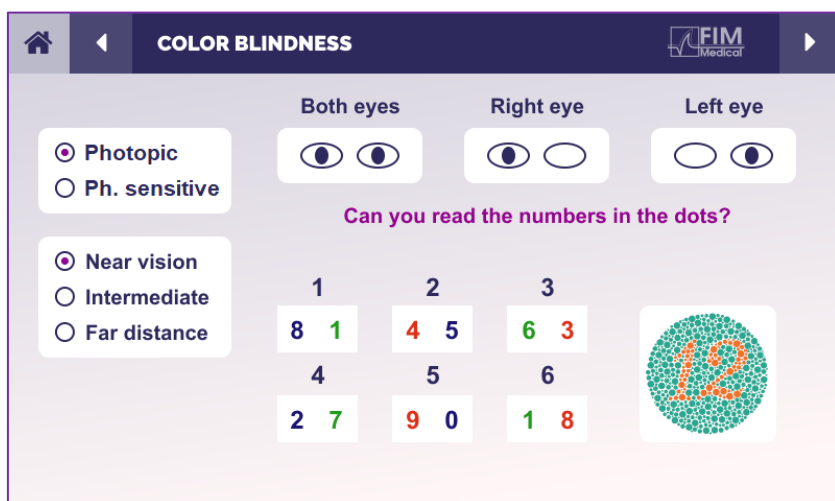 COLOR BLINDNESS
FIM
Medical
Both eyes
Right eye
Left eye
Photopic
Ph. sensitive
Can you read the numbers in the dots?
Near vision
Intermediate
Far distance
1 2 3
8 1 4 5 6 3
4 5 6
2 7 9 0 1 8
12